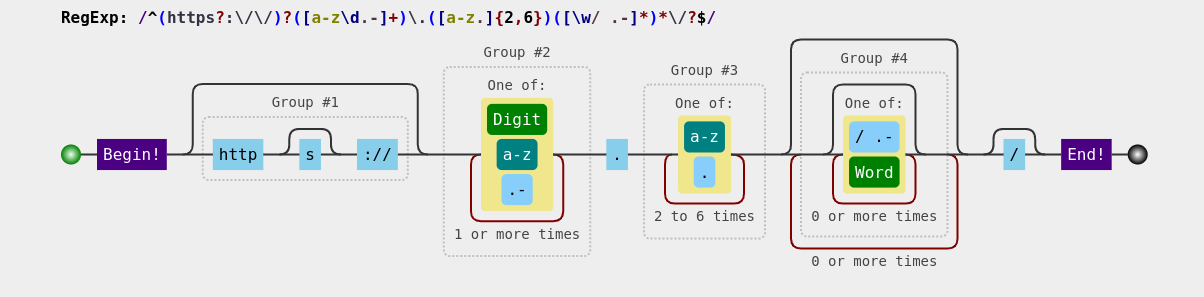 RegExp: /^(https?:\/\/)?([a-z\d.-]+)\.([a-z.]{2,6})([\w/ .-]*)*\/?$/
Group #2
Group #4
Group #3
One of:
Group #1
One of:
One of:
Digit
a-z
/ .-
Begin!
http
s
://
a-z
.
.
Word
/
End!
.-
2 to 6 times
0 or more times
1 or more times
0 or more times